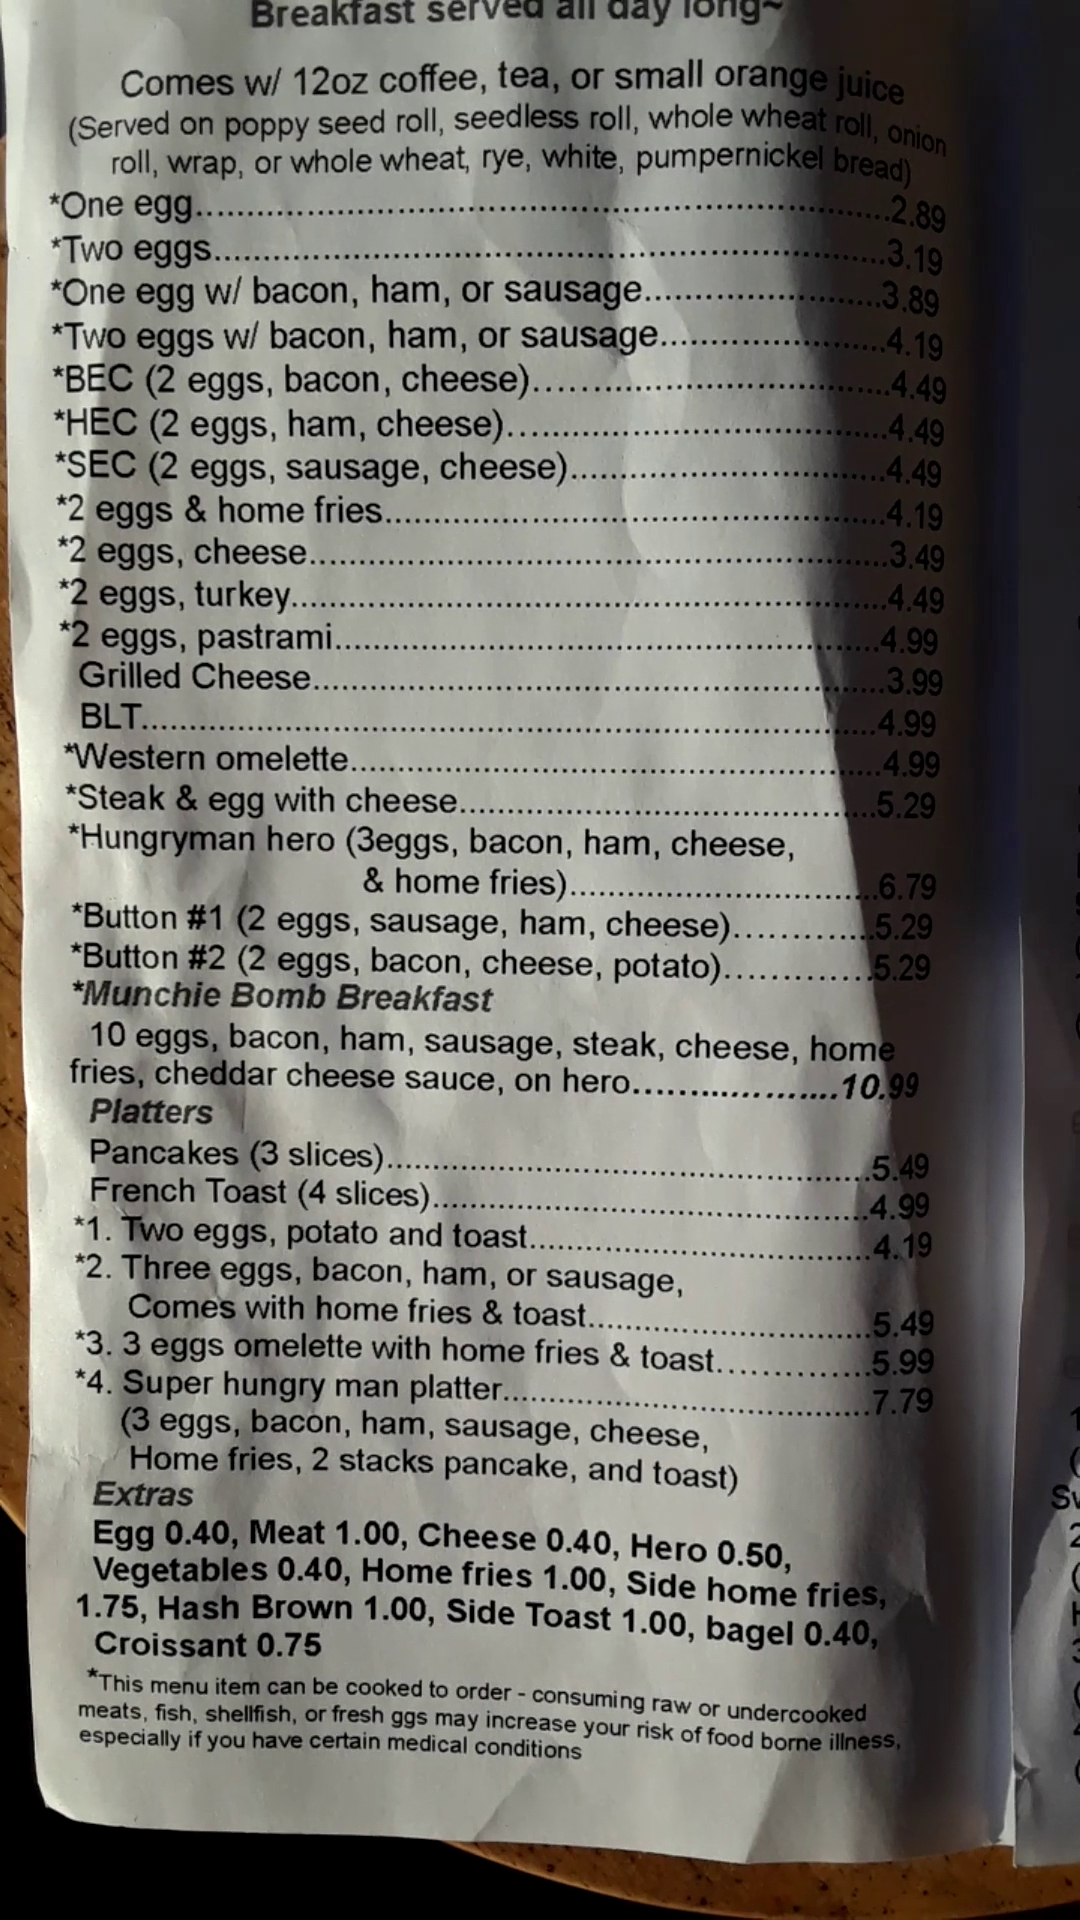 Breakfast served all day long~
Comes w/ 12oz coffee, tea, or small orange juice
(Served on poppy seed roll, seedless roll, whole wheat roll, onion
roll, wrap, or whole wheat, rye, white, pumpernickel bread)
*One egg..........2.89
*Two eggs..........3.19
*One egg w/ bacon, ham, or sausage..........3.89
*Two eggs w/ bacon, ham, or sausage..........4.19
*BEC (2 eggs, bacon, cheese)..........4.49
*HEC (2 eggs, ham, cheese)..........4.49
*SEC (2 eggs, sausage, cheese)..........4.49
*2 eggs & home fries..........4.19
*2 eggs, cheese..........3.49
*2 eggs, turkey..........4.49
*2 eggs, pastrami..........4.99
Grilled Cheese..........3.99
BLT..........4.99
*Western omelette..........4.99
*Steak & egg with cheese..........5.29
*Hungryman hero (3eggs, bacon, ham, cheese,
& home fries)..........6.79
*Button #1 (2 eggs, sausage, ham, cheese)..........5.29
*Button #2 (2 eggs, bacon, cheese, potato)..........5.29
*Munchie Bomb Breakfast
10 eggs, bacon, ham, sausage, steak, cheese, home
fries, cheddar cheese sauce, on hero..........10.99
Platters
Pancakes (3 slices)..........5.49
French Toast (4 slices)..........4.99
*1. Two eggs, potato and toast..........4.19
*2. Three eggs, bacon, ham, or sausage,
Comes with home fries & toast..........5.49
*3. 3 eggs omelette with home fries & toast..........5.99
*4. Super hungry man platter..........7.79
(3 eggs, bacon, ham, sausage, cheese,
Home fries, 2 stacks pancake, and toast)
Extras
Egg 0.40, Meat 1.00, Cheese 0.40, Hero 0.50,
Vegetables 0.40, Home fries 1.00, Side home fries,
1.75, Hash Brown 1.00, Side Toast 1.00, bagel 0.40,
Croissant 0.75
*This menu item can be cooked to order - consuming raw or undercooked
meats, fish, shellfish, or fresh ggs may increase your risk of food borne illness,
especially if you have certain medical conditions